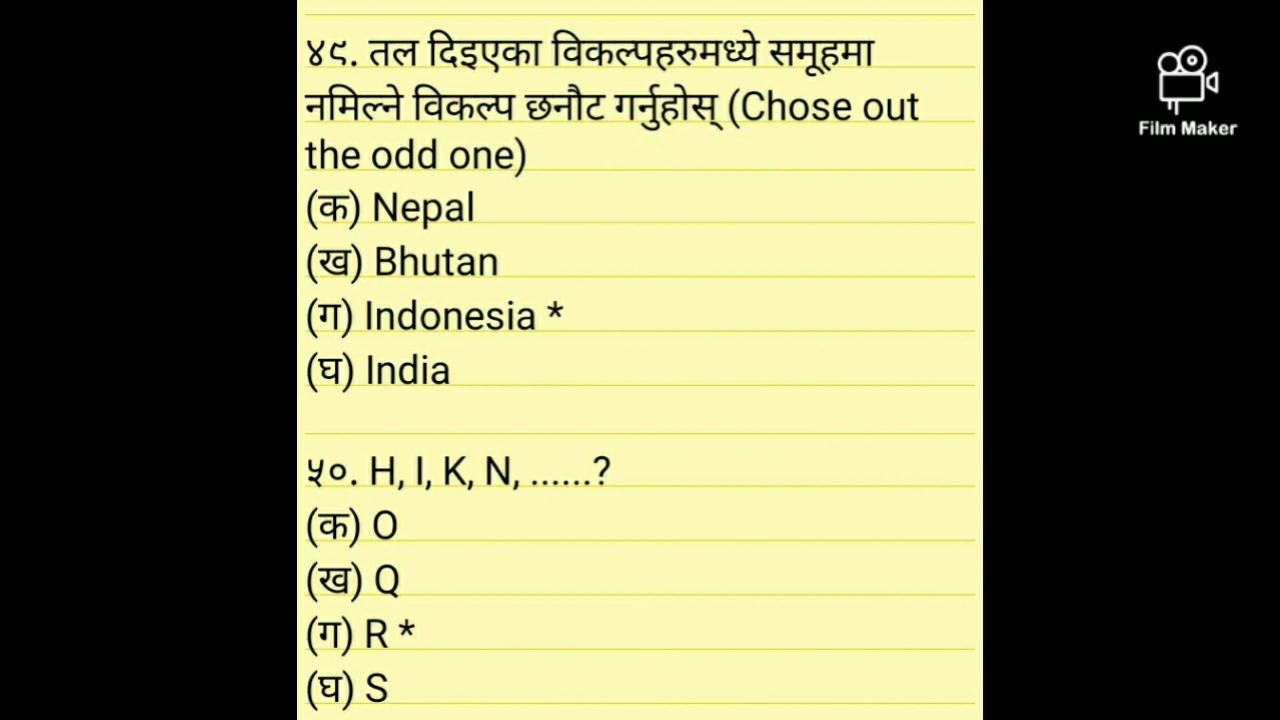 ४९. तल दिइएका विकल्पहरुमध्ये समूहमा
नमिल्ने विकल्प छनौट गर्नुहोस् (Chose out
the odd one)
(क) Nepal
(ख) Bhutan
(ग) Indonesia *
(घ) India
५०. H, I, K, N, ......?
(क) O
(ख) Q
(ग) R *
(घ) S
Film Maker